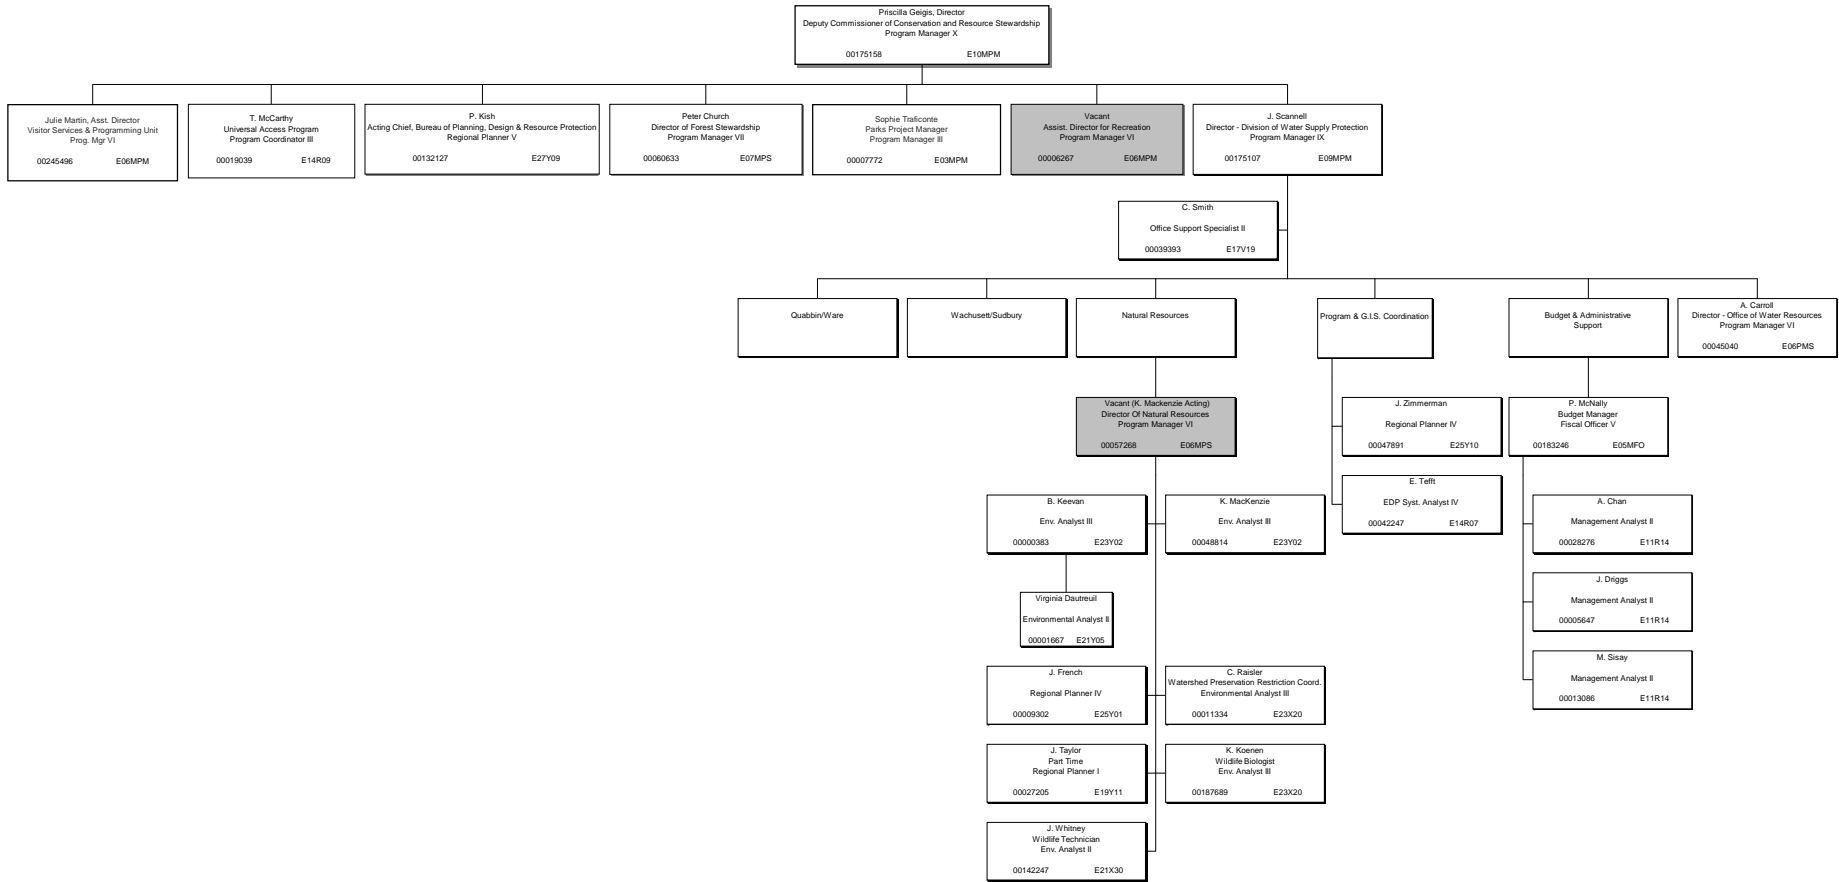 Priscilla Geigis, Director
Deputy Commissioner of Conservation and Resource Stewardship
Program Manager X
00175158 E10MPM
Julie Martin, Asst. Director
Visitor Services & Programming Unit
Prog. Mgr VI
00245496 E06MPM
T. McCarthy
Universal Access Program
Program Coordinator III
00019039 E14R09
P. Kish
Acting Chief, Bureau of Planning, Design & Resource Protection
Regional Planner V
00132127 E27Y09
Peter Church
Director of Forest Stewardship
Program Manager VII
00060633 E07MPS
Sophie Traficonte
Parks Project Manager
Program Manager III
00007772 E03MPM
Vacant
Assist. Director for Recreation
Program Manager VI
00006267 E06MPM
J. Scannell
Director - Division of Water Supply Protection
Program Manager IX
00175107 E09MPM
C. Smith
Office Support Specialist II
00039393 E17V19
Quabbin/Ware
Wachusett/Sudbury
Natural Resources
Program & G.I.S. Coordination
Budget & Administrative
Support
A. Carroll
Director - Office of Water Resources
Program Manager VI
00045040 E06PMS
Vacant (K. Mackenzie Acting)
Director Of Natural Resources
Program Manager VI
00057268 E06MPS
J. Zimmerman
Regional Planner IV
00047891 E25Y10
P. McNally
Budget Manager
Fiscal Officer V
00183246 E05MFO
E. Tefft
EDP Syst. Analyst IV
00042247 E14R07
B. Keevan
Env. Analyst III
00000383 E23Y02
K. MacKenzie
Env. Analyst III
00048814 E23Y02
A. Chan
Management Analyst II
00028276 E11R14
Virginia Dautreuil
Environmental Analyst II
00001667 E21Y05
J. Driggs
Management Analyst II
00005647 E11R14
J. French
Regional Planner IV
00009302 E25Y01
C. Raisler
Watershed Preservation Restriction Coord.
Environmental Analyst III
00011334 E23X20
M. Sisay
Management Analyst II
00013086 E11R14
J. Taylor
Part Time
Regional Planner I
00027205 E19Y11
K. Koenen
Wildlife Biologist
Env. Analyst III
00187689 E23X20
J. Whitney
Wildlife Technician
Env. Analyst II
00142247 E21X30